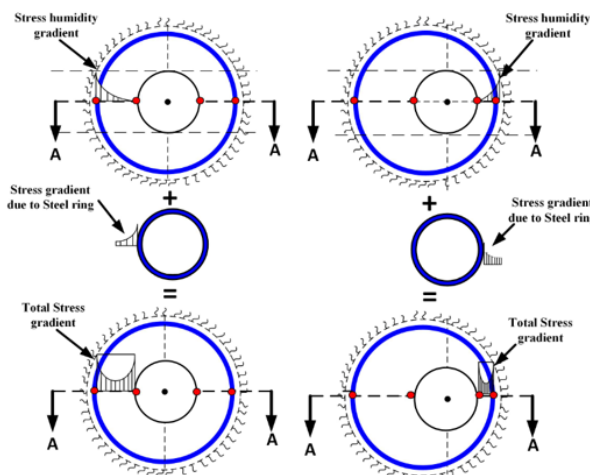 Stress humidity
gradient
A
A
+
Stress gradient
due to Steel ring
=
Total Stress
gradient
A
A
Stress humidity
gradient
A
A
+
Stress gradient
due to Steel ring
=
Total Stress
gradient
A
A